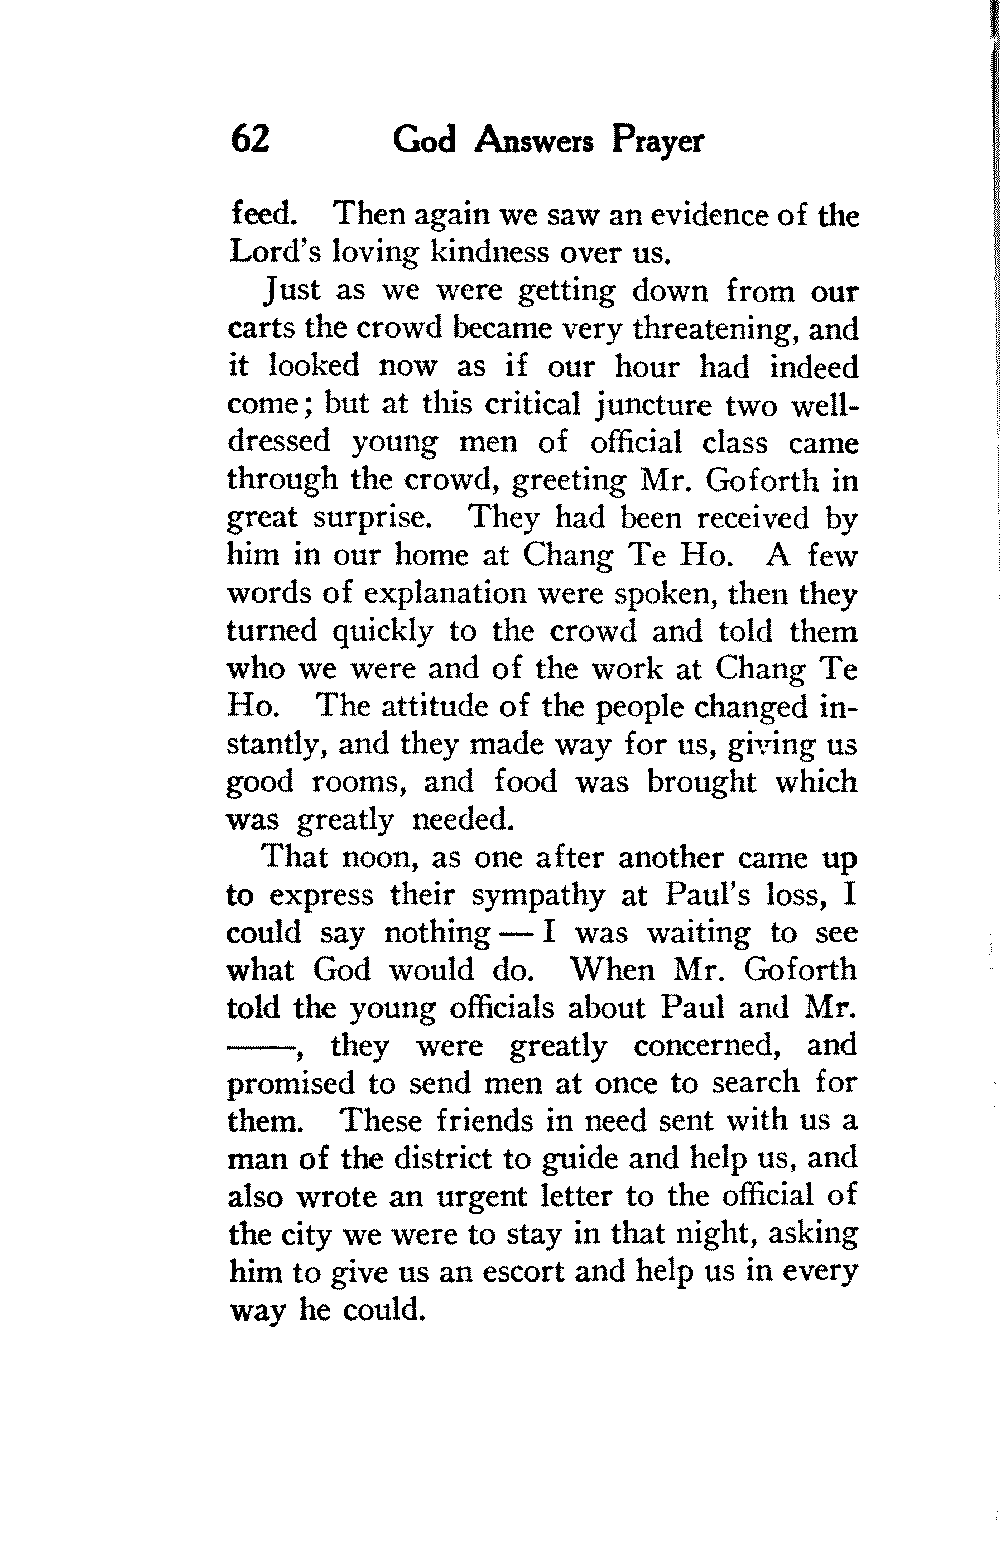 62 God Answers Prayer
feed. Then again we saw an evidence of the
Lord's loving kindness over us.
Just as we were getting down from our
carts the crowd became very threatening, and
it looked now as if our hour had indeed
come; but at this critical juncture two well-
dressed young men of official class came
through the crowd, greeting Mr. Goforth in
great surprise. They had been received by
him in our home at Chang Te Ho. A few
words of explanation were spoken, then they
turned quickly to the crowd and told them
who we were and of the work at Chang Te
Ho. The attitude of the people changed in-
stantly, and they made way for us, giving us
good rooms, and food was brought which
was greatly needed.
That noon, as one after another came up
to express their sympathy at Paul's loss, I
could say nothing — I was waiting to see
what God would do. When Mr. Goforth
told the young officials about Paul and Mr.
——, they were greatly concerned, and
promised to send men at once to search for
them. These friends in need sent with us a
man of the district to guide and help us, and
also wrote an urgent letter to the official of
the city we were to stay in that night, asking
him to give us an escort and help us in every
way he could.